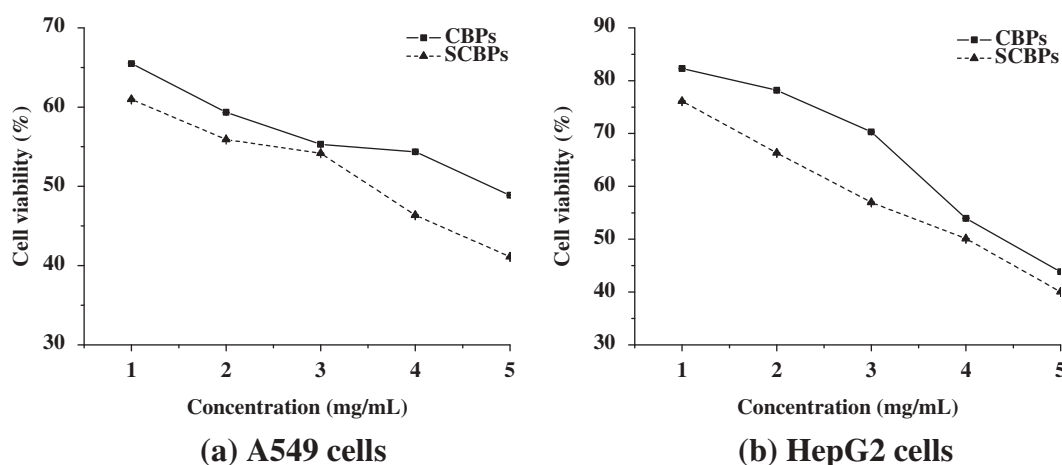 70
60
50
40
30
Cell viability (%)
CBPs
SCBPs
1 2 3 4 5
Concentration (mg/mL)
(a) A549 cells
90
80
70
60
50
40
30
Cell viability (%)
CBPs
SCBPs
1 2 3 4 5
Concentration (mg/mL)
(b) HepG2 cells